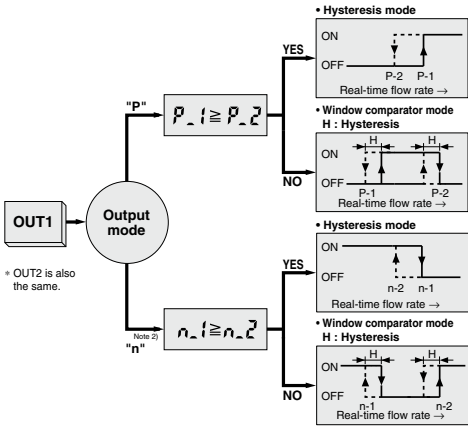 • Hysteresis mode
ON
OFF
P-2 P-1
Real-time flow rate →
YES
"P"
P_1≧P_2
• Window comparator mode
H : Hysteresis
H H
ON
OFF
P-1 P-2
Real-time flow rate →
NO
OUT1
Output
mode
* OUT2 is also
the same.
• Hysteresis mode
ON
OFF
n-2 n-1
Real-time flow rate →
YES
Note 2)
"n"
n_1≧n_2
• Window comparator mode
H : Hysteresis
H H
ON
OFF
n-1 n-2
Real-time flow rate →
NO